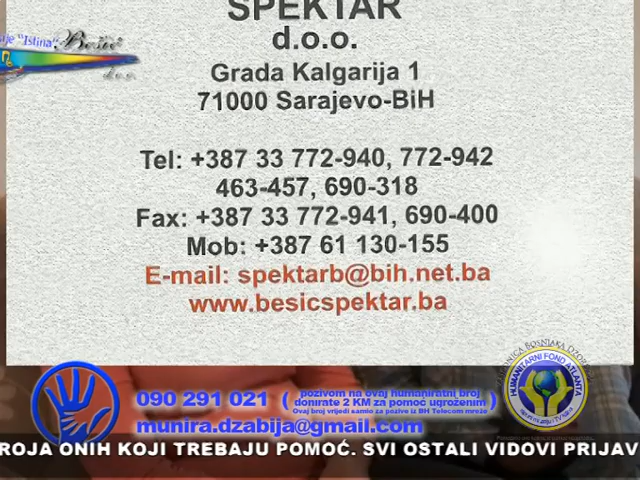 SPEKTAR
d.o.o.
Grada Kalgarija 1
71000 Sarajevo-BiH
Tel: +387 33 772-940, 772-942
463-457, 690-318
Fax: +387 33 772-941, 690-400
Mob: +387 61 130-155
E-mail: spektarb@bih.net.ba
www.besicspektar.ba
"Istina"
Bešić
d.o.o.
090 291 021 ( pozivom na ovaj humanitarni broj
donirate 2 KM za pomoć ugroženim )
Ovaj broj vrijedi samo za pozive iz BH Telecom mreže
munira.dzabija@gmail.com
HUMANITARNI FOND ATLANTA
ROJA ONIH KOJI TREBAJU POMOĆ. SVI OSTALI VIDOVI PRIJAV